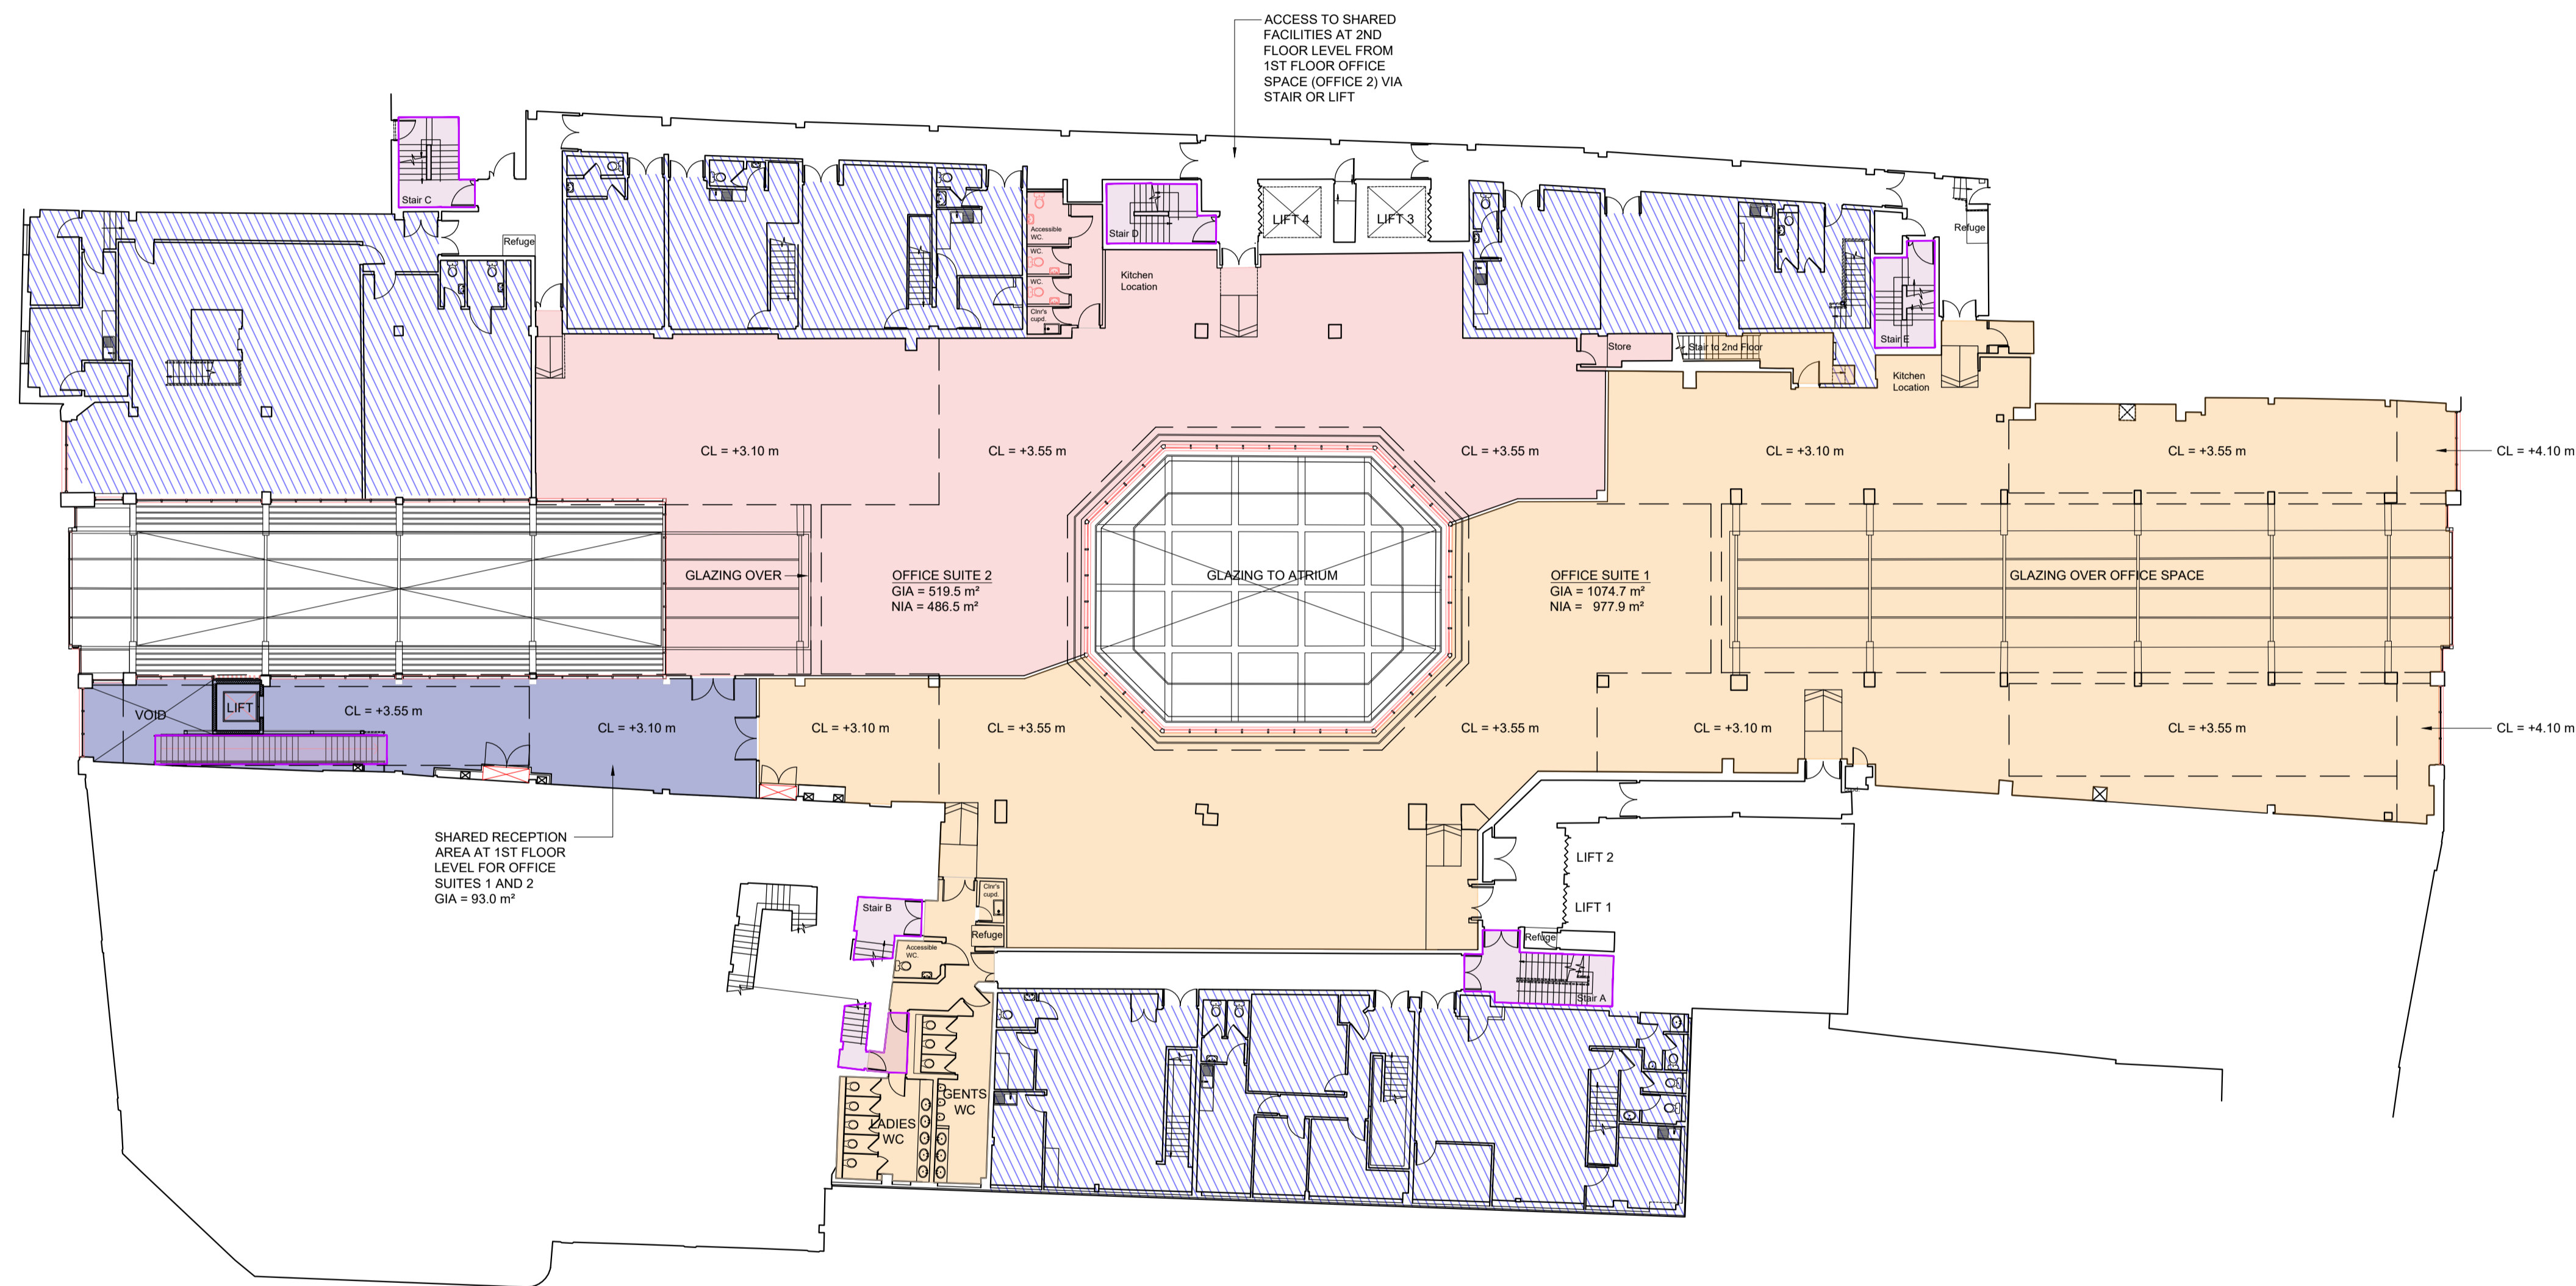 ACCESS TO SHARED
FACILITIES AT 2ND
FLOOR LEVEL FROM
1ST FLOOR OFFICE
SPACE (OFFICE 2) VIA
STAIR OR LIFT
Stair C
Refuge
Accessible
WC.
WC.
WC.
Clnr's
cupd.
Stair D
Kitchen
Location
LIFT 4
LIFT 3
Refuge
Stair E
Store
Stair to 2nd Floor
Kitchen
Location
CL = +3.10 m
CL = +3.55 m
CL = +3.55 m
CL = +3.10 m
CL = +3.55 m
CL = +4.10 m
GLAZING OVER
OFFICE SUITE 2
GIA = 519.5 m²
NIA = 486.5 m²
GLAZING TO ATRIUM
OFFICE SUITE 1
GIA = 1074.7 m²
NIA = 977.9 m²
GLAZING OVER OFFICE SPACE
VOID
LIFT
CL = +3.55 m
CL = +3.10 m
CL = +3.10 m
CL = +3.55 m
CL = +3.55 m
CL = +3.10 m
CL = +3.55 m
CL = +4.10 m
SHARED RECEPTION
AREA AT 1ST FLOOR
LEVEL FOR OFFICE
SUITES 1 AND 2
GIA = 93.0 m²
LIFT 2
LIFT 1
Clnr's
cupd.
Stair B
Refuge
Refuge
Accessible
WC.
Stair A
GENTS
WC
LADIES
WC